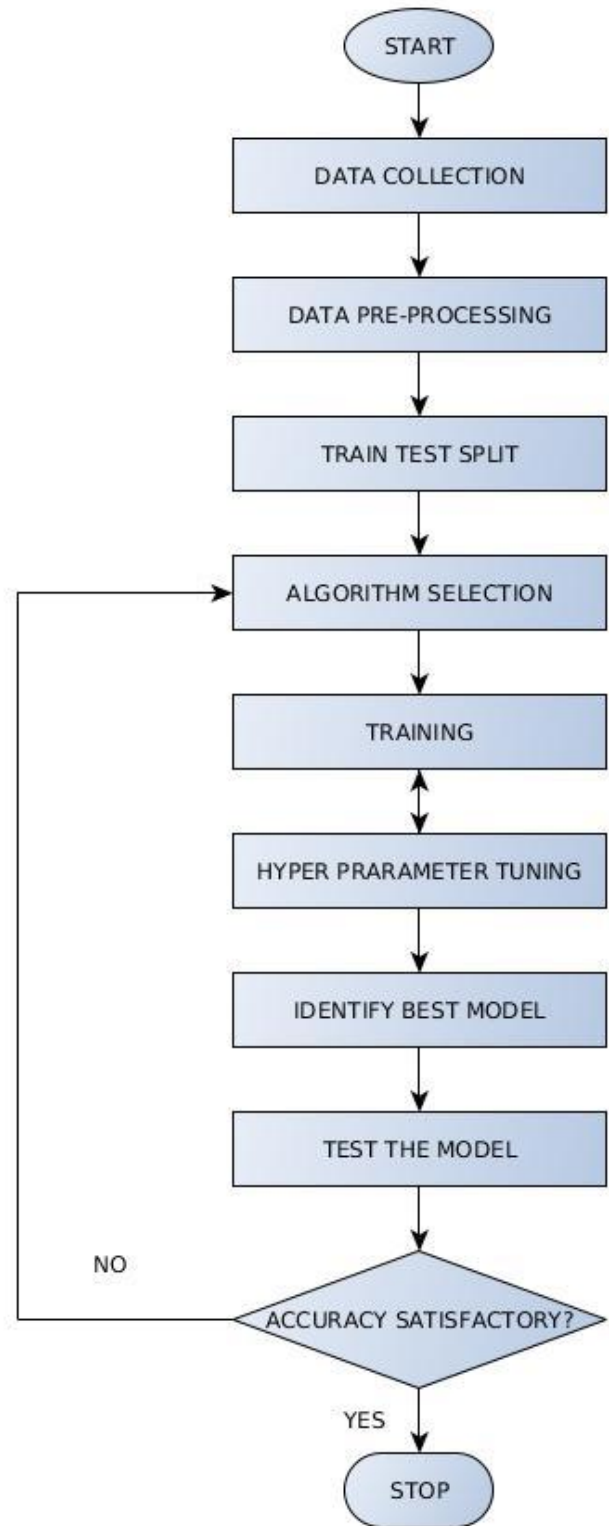 START
DATA COLLECTION
DATA PRE-PROCESSING
TRAIN TEST SPLIT
ALGORITHM SELECTION
TRAINING
HYPER PRARAMETER TUNING
IDENTIFY BEST MODEL
TEST THE MODEL
NO
ACCURACY SATISFACTORY?
YES
STOP